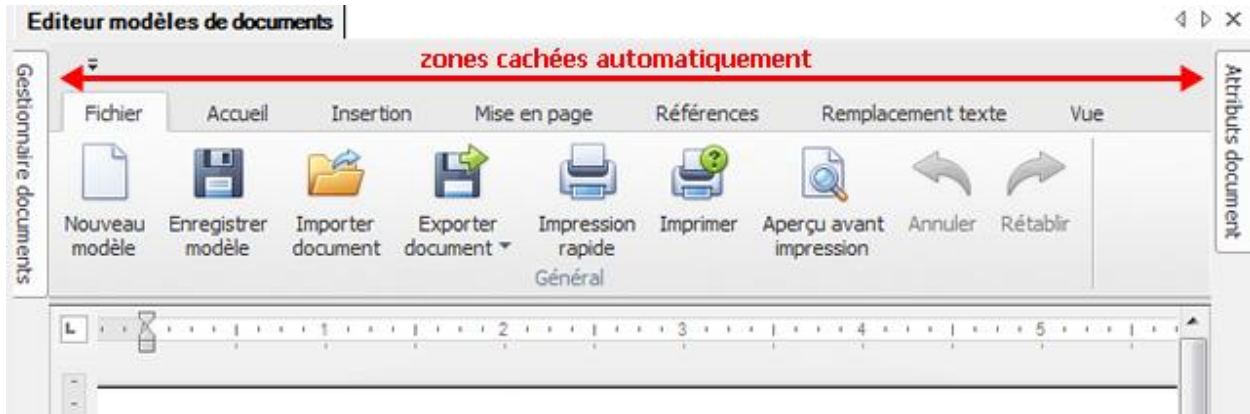 Editeur modèles de documents
zones cachées automatiquement
Gestionnaire documents
Attributs document
Fichier Accueil Insertion Mise en page Références Remplacement texte Vue
Nouveau modèle
Enregistrer modèle
Importer document
Exporter document
Impression rapide
Imprimer
Aperçu avant impression
Annuler
Rétablir
Général
L
1 2 3 4 5